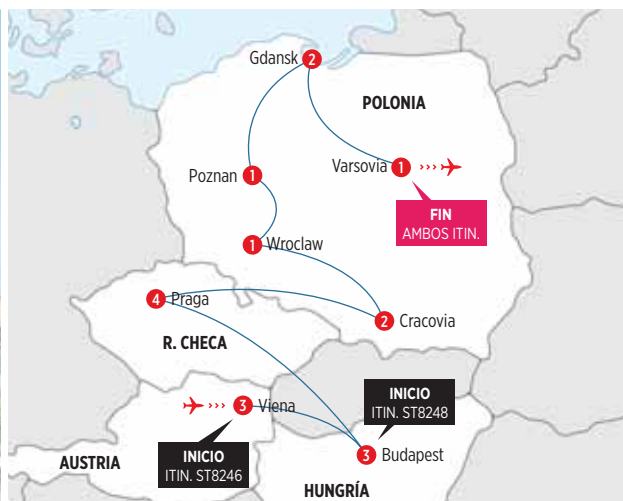 Gdansk 2
POLONIA
Varsovia 1
Poznan 1
FIN
AMBOS ITIN.
1 Wroclaw
4 Praga
2 Cracovia
R. CHECA
INICIO
ITIN. ST8248
3 Viena
INICIO
ITIN. ST8246
3 Budapest
AUSTRIA
HUNGRÍA